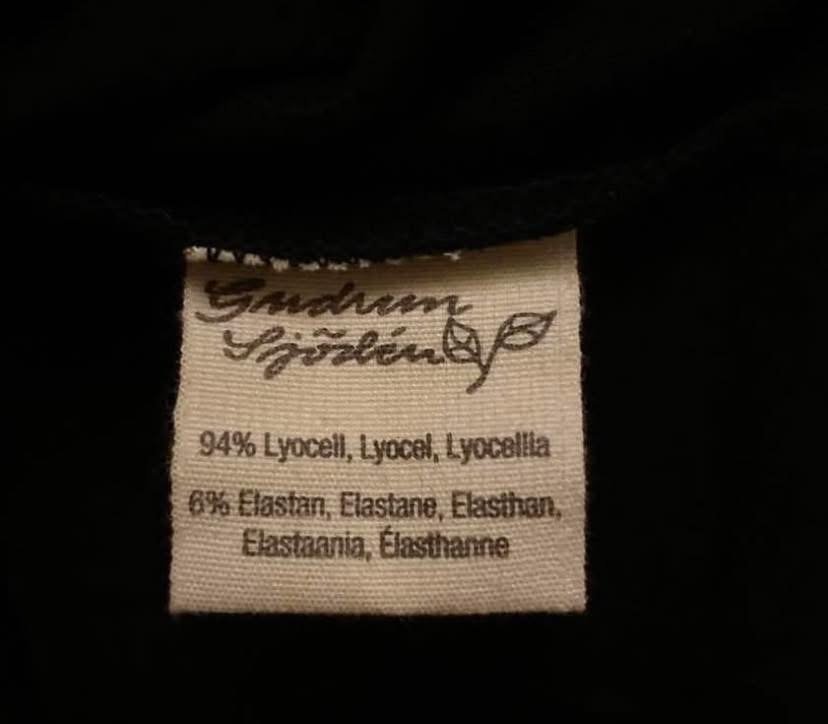 Gudrun
Sjödén
94% Lyocell, Lyocel, Lyocellia
6% Elastan, Elastane, Elasthan,
Elastaania, Élasthanne